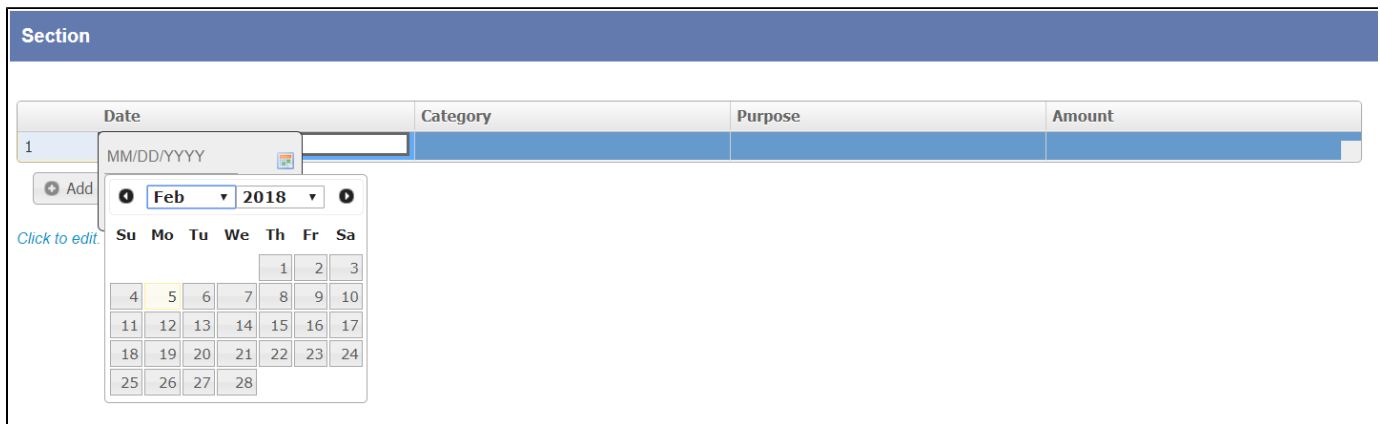 Section
Date Category Purpose Amount
1
MM/DD/YYYY
Add
Feb 2018
Click to edit.
Su Mo Tu We Th Fr Sa
1 2 3
4 5 6 7 8 9 10
11 12 13 14 15 16 17
18 19 20 21 22 23 24
25 26 27 28